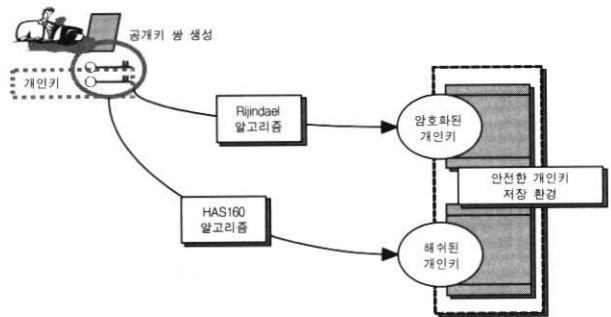 공개키 쌍 생성
개인키
Rijindael
알고리즘
암호화된
개인키
안전한 개인키
저장 환경
HAS160
알고리즘
해쉬된
개인키